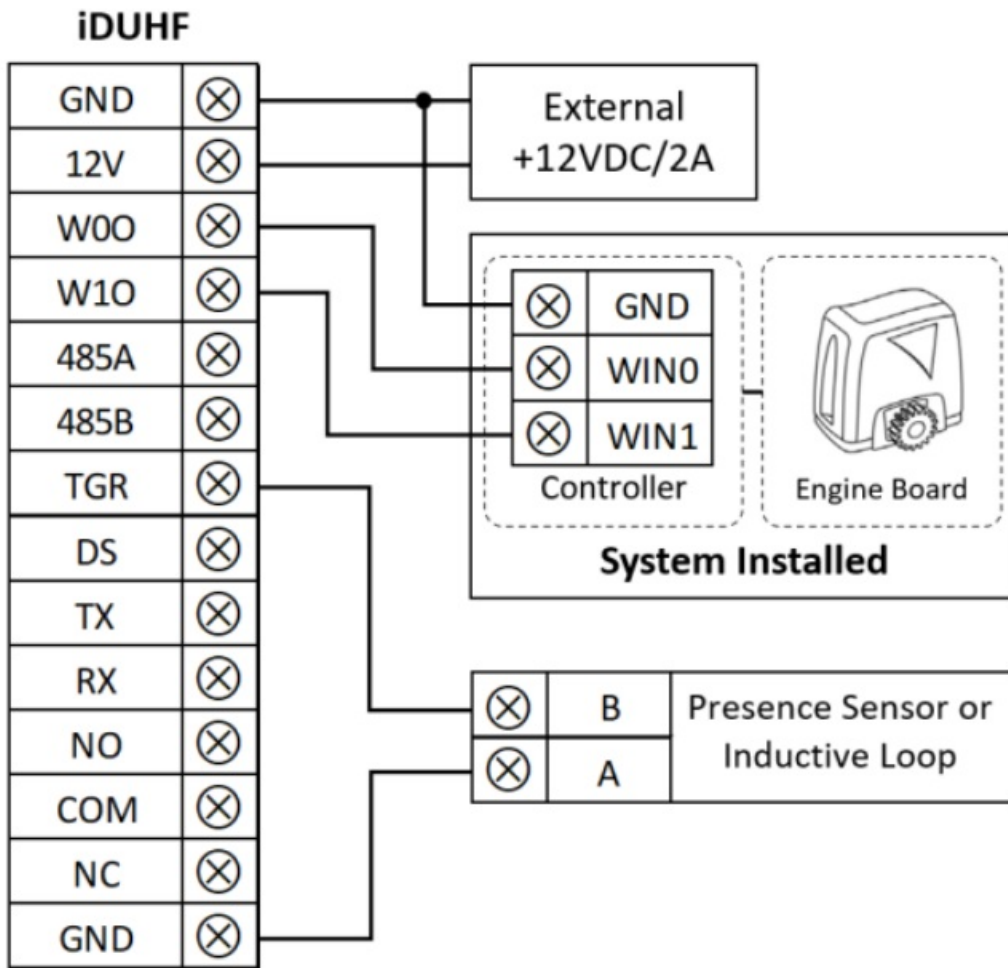 iDUHF
GND
12V
W0O
W1O
485A
485B
TGR
DS
TX
RX
NO
COM
NC
GND
External
+12VDC/2A
GND
WIN0
WIN1
Controller
Engine Board
System Installed
B
A
Presence Sensor or
Inductive Loop